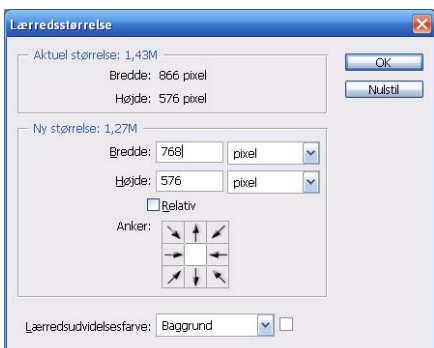 Lærredsstørrelse
Aktuel størrelse: 1,43M
Bredde: 866 pixel
Højde: 576 pixel
OK
Nulstil
Ny størrelse: 1,27M
Bredde: 768 pixel
Højde: 576 pixel
Relativ
Anker:
Lærredsudvidelsesfarve: Baggrund